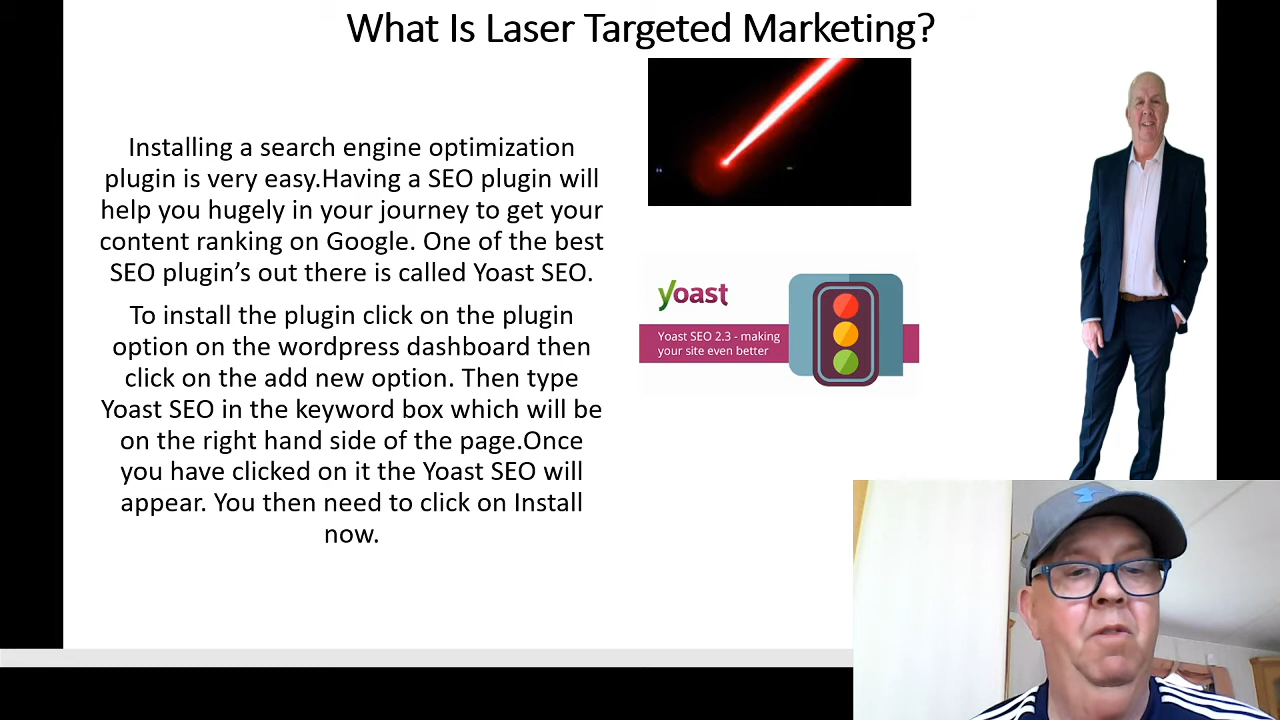 What Is Laser Targeted Marketing?
Installing a search engine optimization
plugin is very easy.Having a SEO plugin will
help you hugely in your journey to get your
content ranking on Google. One of the best
SEO plugin’s out there is called Yoast SEO.
To install the plugin click on the plugin
option on the wordpress dashboard then
click on the add new option. Then type
Yoast SEO in the keyword box which will be
on the right hand side of the page.Once
you have clicked on it the Yoast SEO will
appear. You then need to click on Install
now.
yoast
Yoast SEO 2.3 - making
your site even better